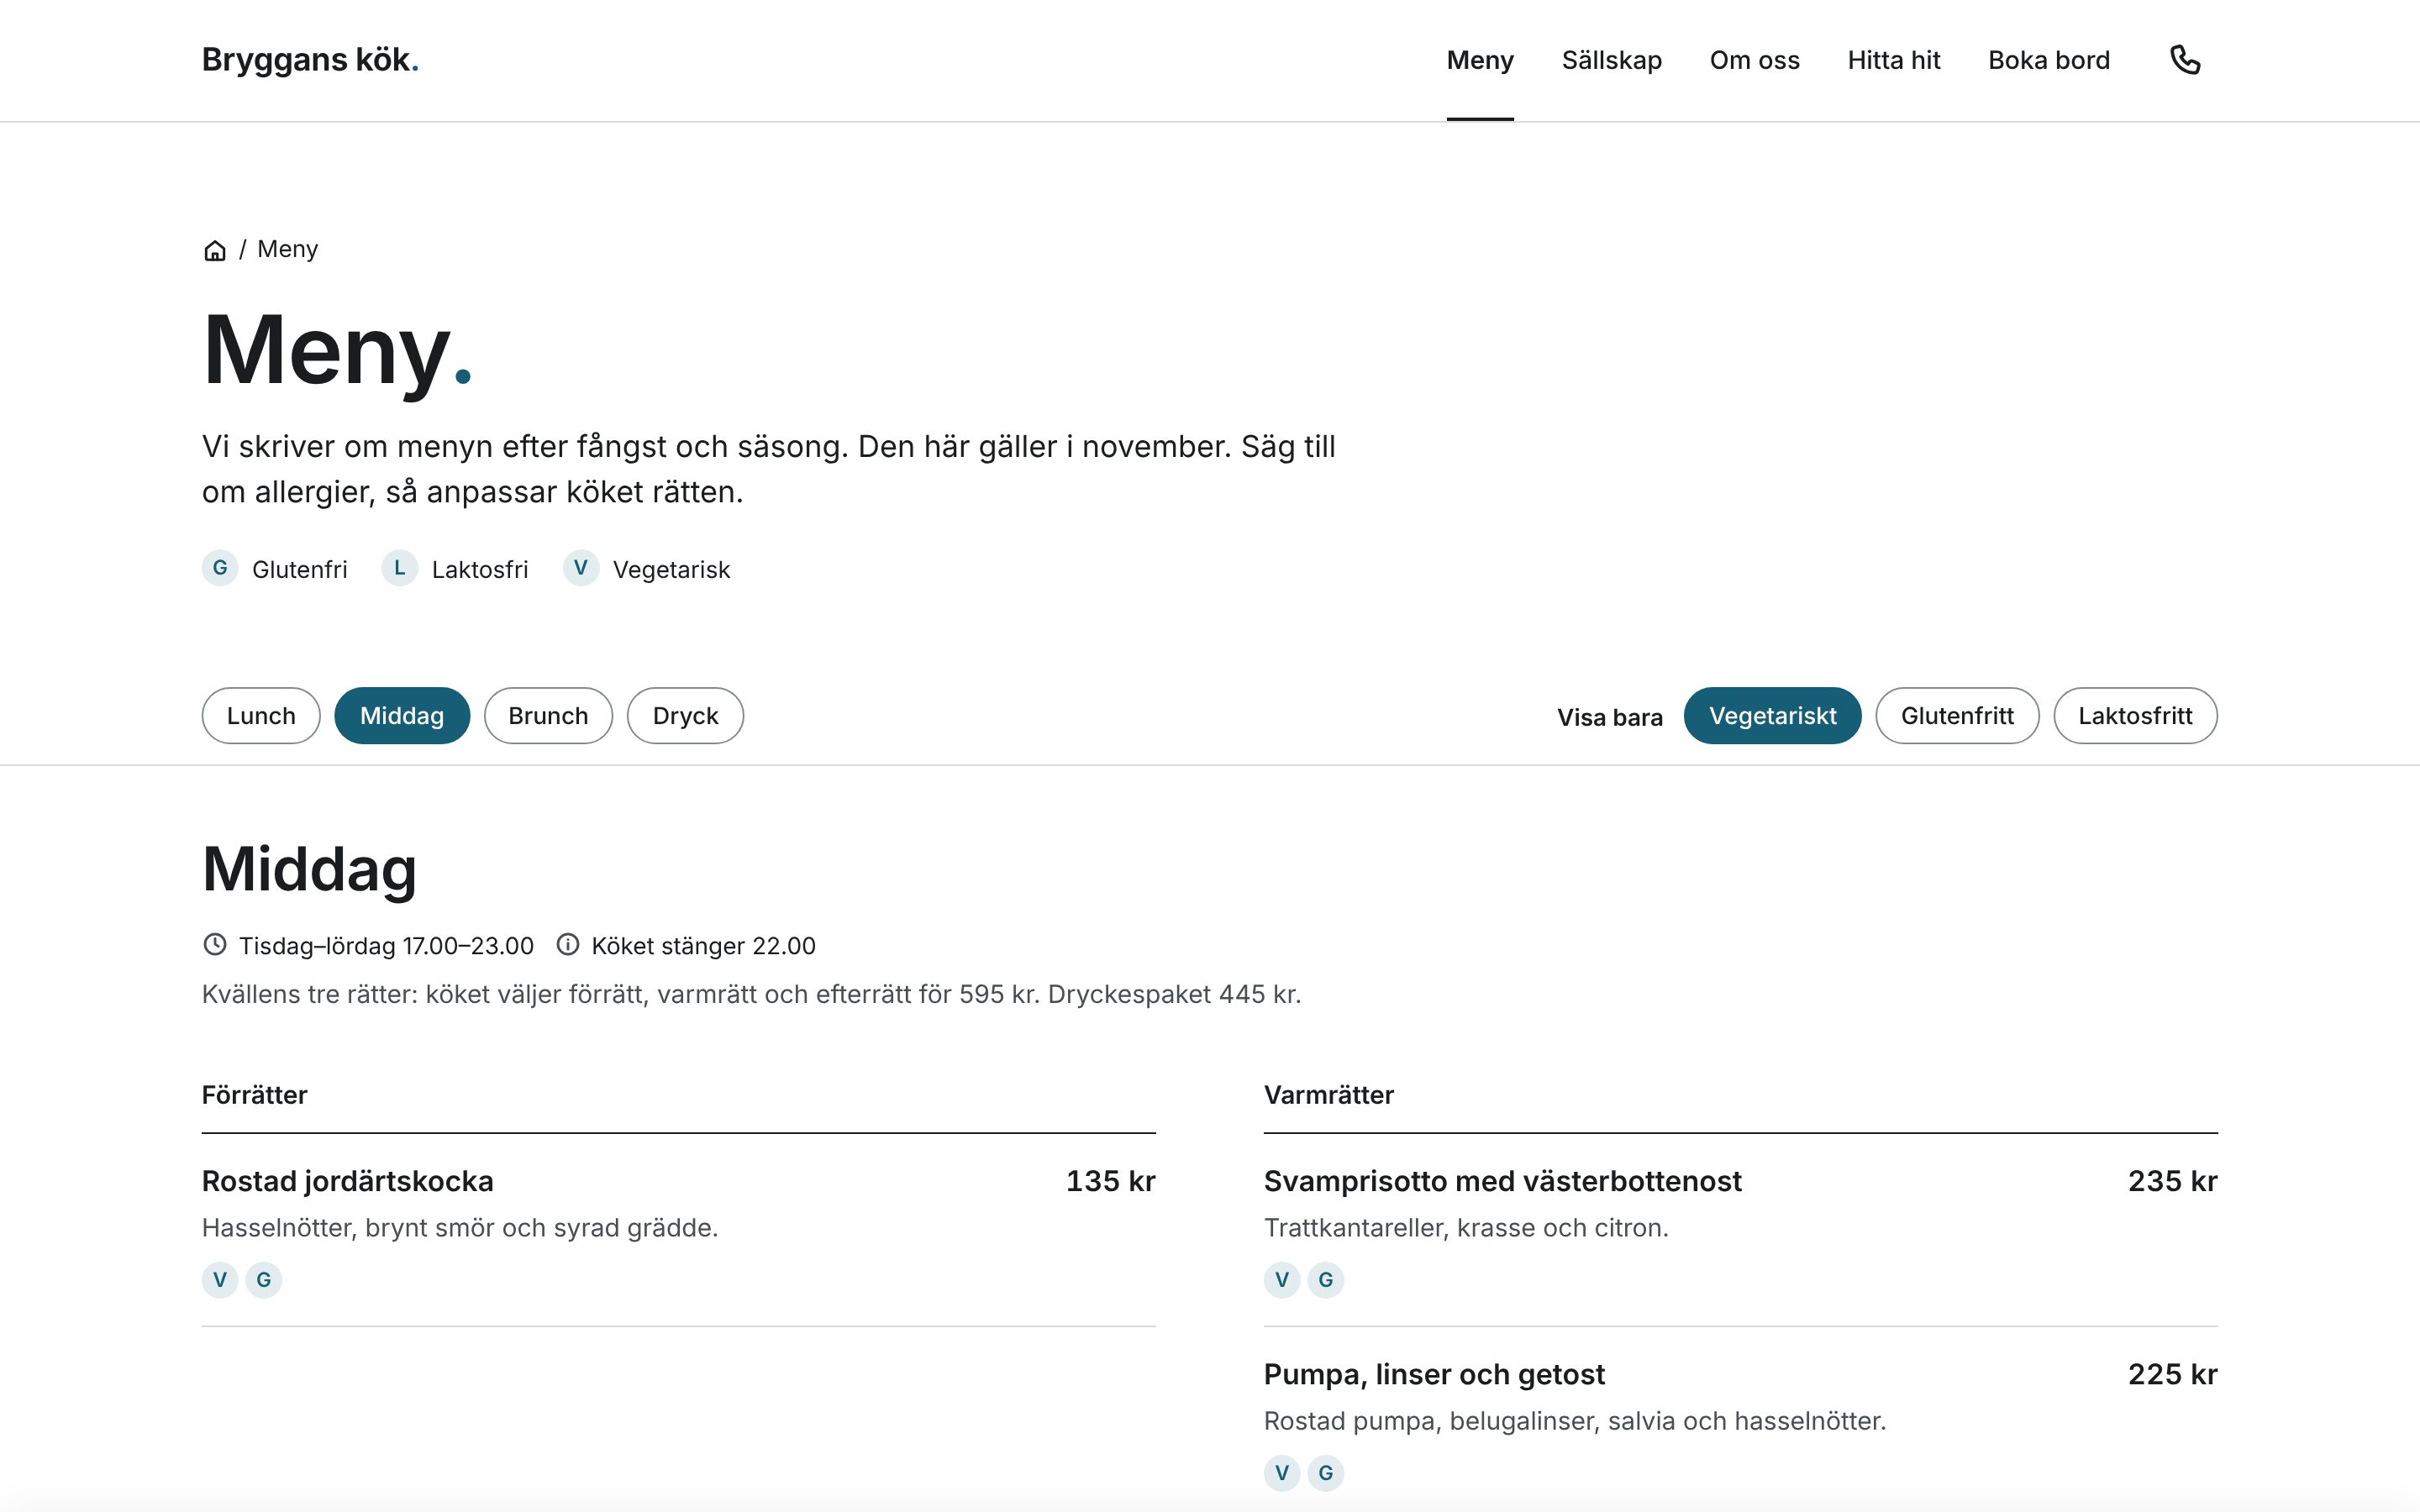 Bryggans kök.
Meny Sällskap Om oss Hitta hit Boka bord
/ Meny
Meny.
Vi skriver om menyn efter fångst och säsong. Den här gäller i november. Säg till
om allergier, så anpassar köket rätten.
G Glutenfri L Laktosfri V Vegetarisk
Lunch Middag Brunch Dryck
Visa bara Vegetariskt Glutenfritt Laktosfritt
Middag
Tisdag–lördag 17.00–23.00 Köket stänger 22.00
Kvällens tre rätter: köket väljer förrätt, varmrätt och efterrätt för 595 kr. Dryckespaket 445 kr.
Förrätter
Rostad jordärtskocka 135 kr
Hasselnötter, brynt smör och syrad grädde.
V G
Varmrätter
Svamprisotto med västerbottenost 235 kr
Trattkantareller, krasse och citron.
V G
Pumpa, linser och getost 225 kr
Rostad pumpa, belugalinser, salvia och hasselnötter.
V G